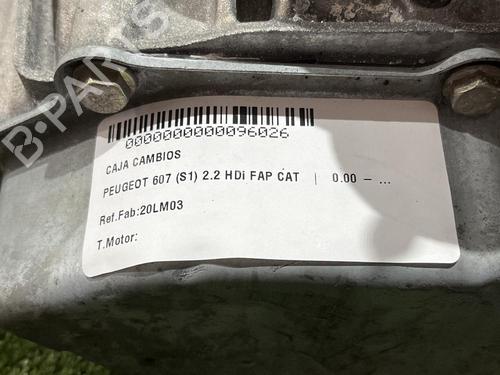 0000000000096026
CAJA CAMBIOS
PEUGEOT 607 (S1) 2.2 HDi FAP CAT | 0.00 – ...
Ref.Fab:20LM03
T.Motor:
B-PARTS